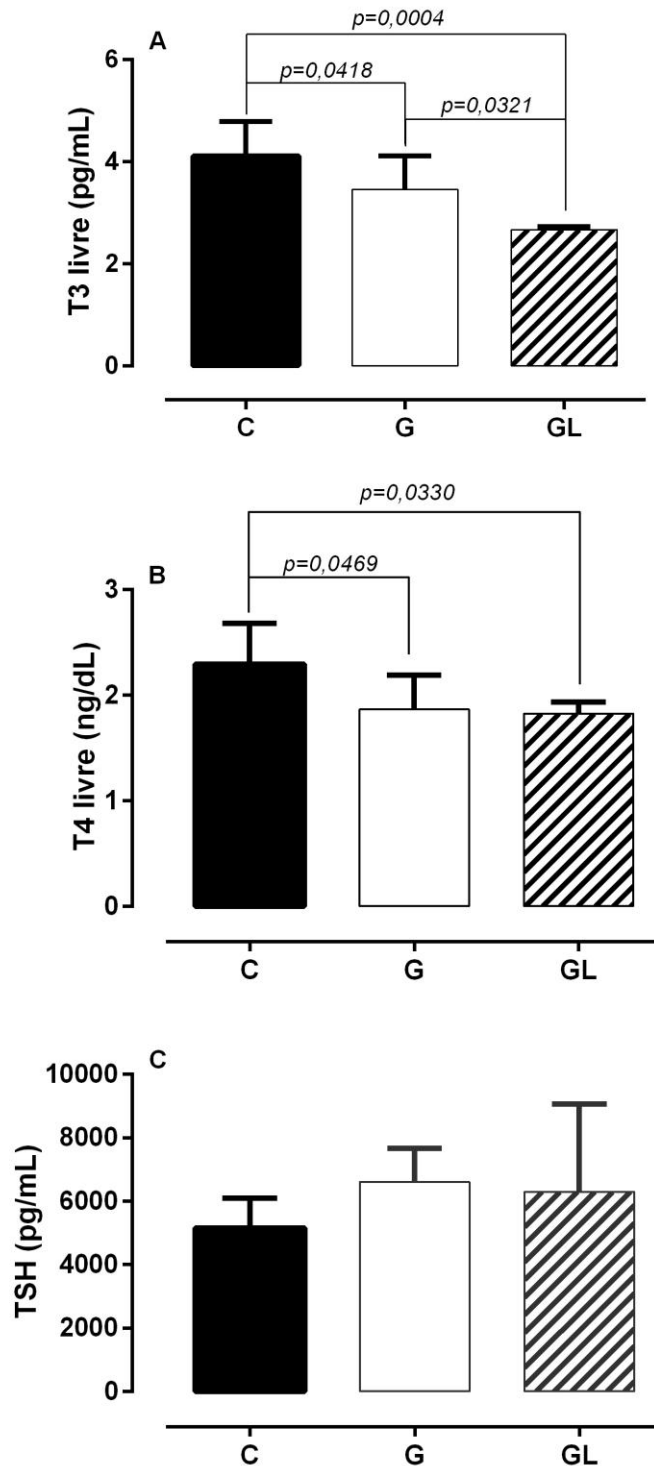 A
p=0,0004
p=0,0418
p=0,0321
T3 livre (pg/mL)
6
4
2
0
C G GL
p=0,0330
B
p=0,0469
T4 livre (ng/dL)
3
2
1
0
C G GL
C
TSH (pg/mL)
10000
8000
6000
4000
2000
0
C G GL